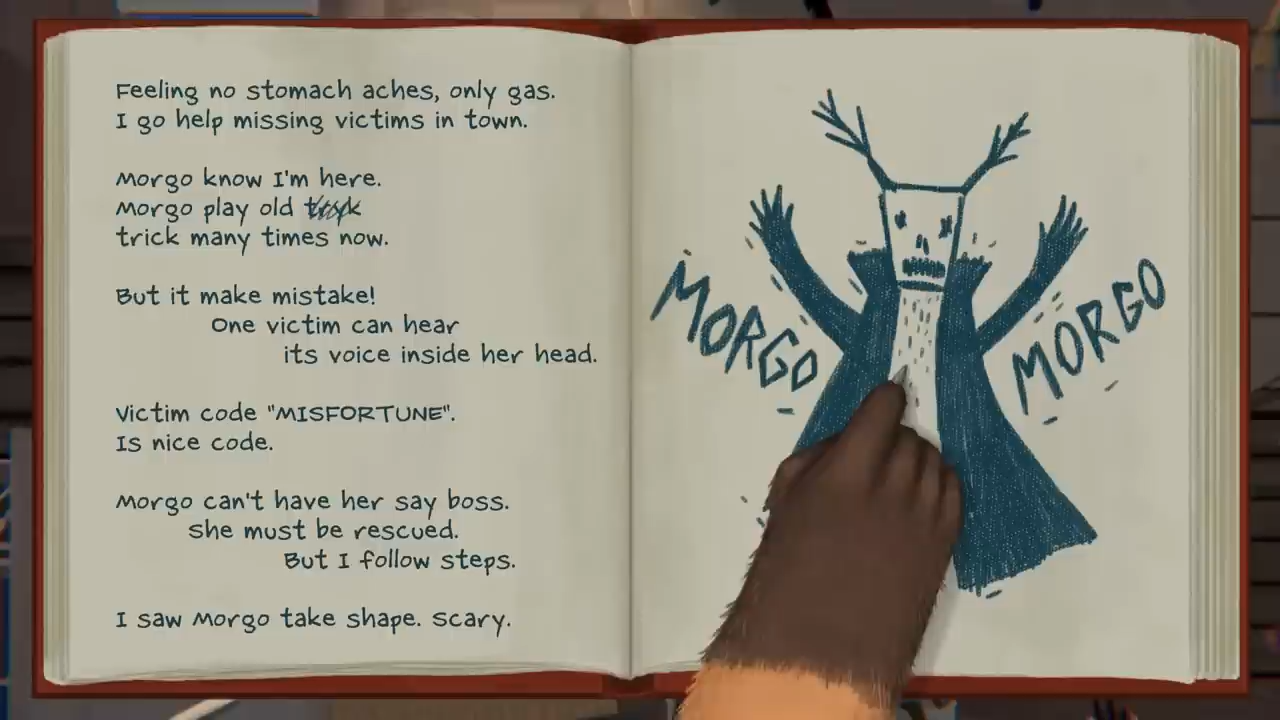 Feeling no stomach aches, only gas.
I go help missing victims in town.
Morgo know I'm here.
Morgo play old
trick many times now.
But it make mistake!
One victim can hear
its voice inside her head.
Victim code "MISFORTUNE".
Is nice code.
Morgo can't have her say boss.
She must be rescued.
But I follow steps.
I saw Morgo take shape. Scary.
MORGO
MORGO